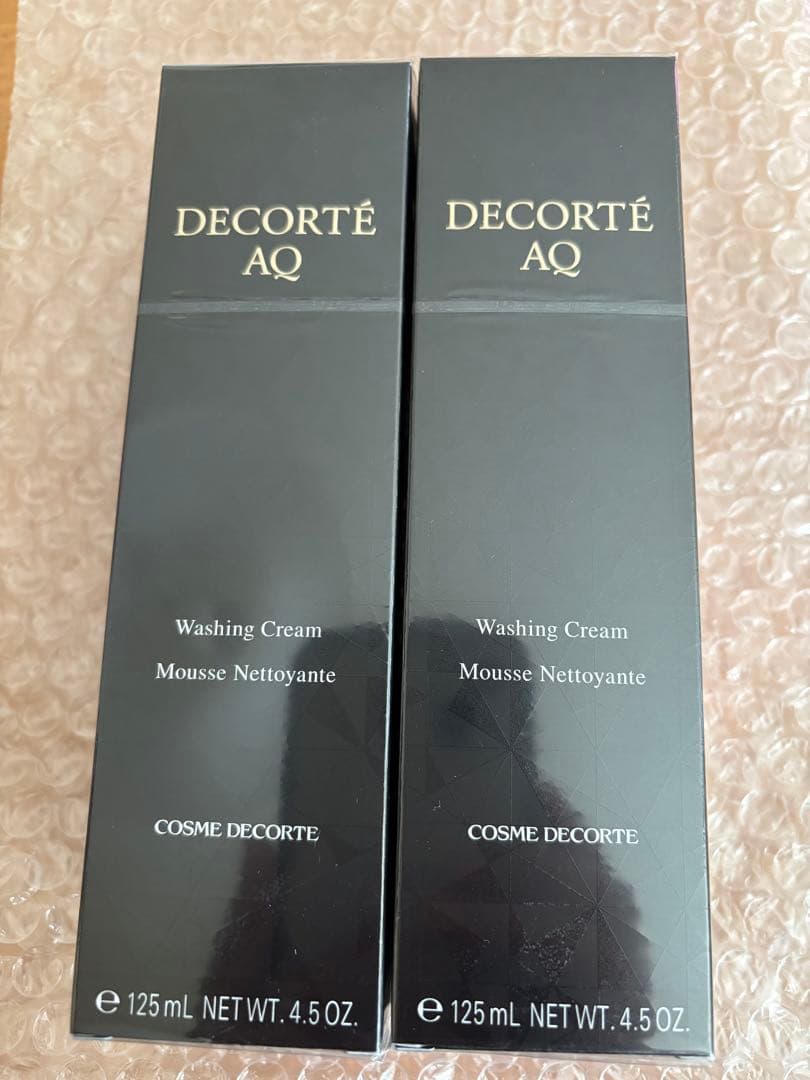 DECORTÉ
AQ
Washing Cream
Mousse Nettoyante
COSME DECORTE
℮ 125 mL NET WT. 4.5 OZ.
DECORTÉ
AQ
Washing Cream
Mousse Nettoyante
COSME DECORTE
℮ 125 mL NET WT. 4.5 OZ.